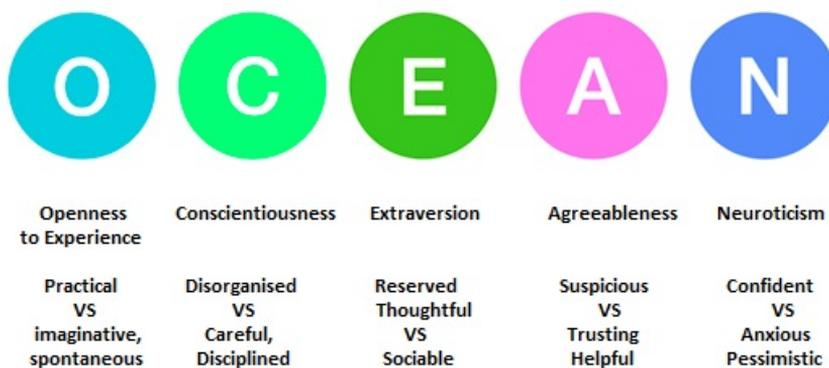 O C E A N
Openness
to Experience
Conscientiousness
Extraversion
Agreeableness
Neuroticism
Practical
VS
imaginative,
spontaneous
Disorganised
VS
Careful,
Disciplined
Reserved
Thoughtful
VS
Sociable
Suspicious
VS
Trusting
Helpful
Confident
VS
Anxious
Pessimistic